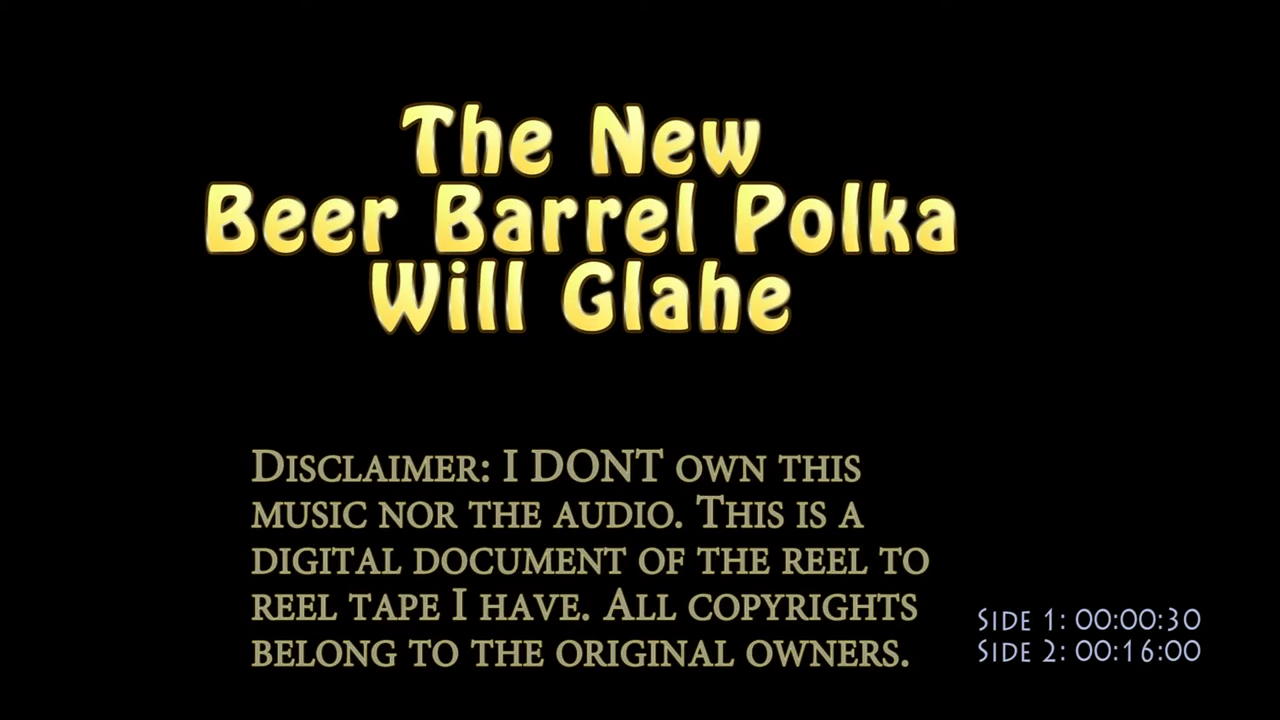 The New
Beer Barrel Polka
Will Glahe
Disclaimer: I DONT own this
music nor the audio. This is a
digital document of the reel to
reel tape I have. All copyrights
belong to the original owners.
Side 1: 00:00:30
Side 2: 00:16:00